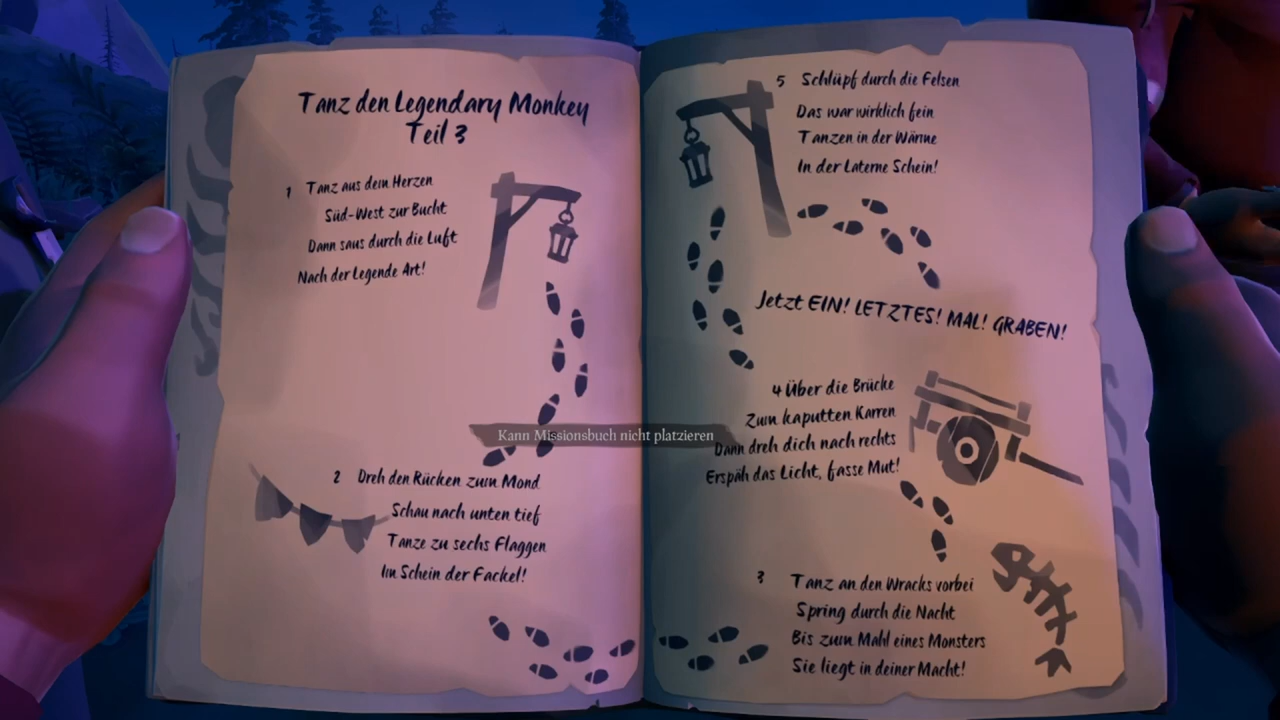 Tanz den Legendary Monkey
Teil 3
1 Tanz aus dem Herzen
Süd-West zur Bucht
Dann saus durch die Luft
Nach der Legende Art!
2 Dreh den Rücken zum Mond
Schau nach unten tief
Tanze zu sechs Flaggen
Im Schein der Fackel!
3 Tanz an den Wracks vorbei
Spring durch die Nacht
Bis zum Mahl eines Monsters
Sie liegt in deiner Macht!
4 Über die Brücke
Zum kaputten Karren
Dann dreh dich nach rechts
Erspäh das Licht, fasse Mut!
5 Schlüpf durch die Felsen
Das war wirklich fein
Tanzen in der Wärme
In der Laterne Schein!
Jetzt EIN! LETZTES! MAL! GRABEN!
Kann Missionsbuch nicht platzieren